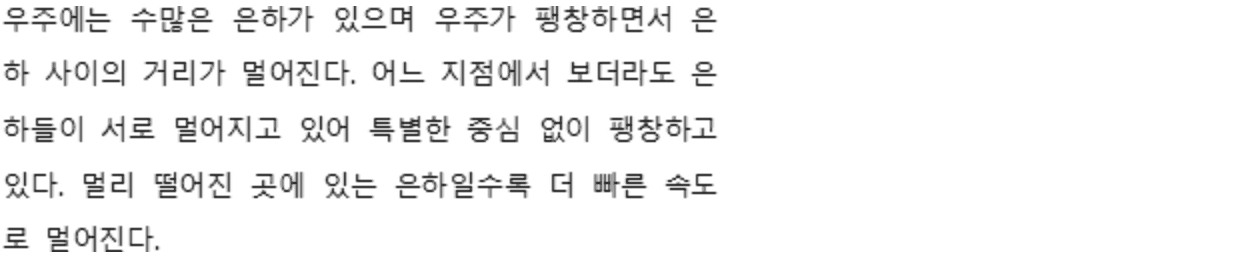 우주에는 수많은 은하가 있으며 우주가 팽창하면서 은
하 사이의 거리가 멀어진다. 어느 지점에서 보더라도 은
하들이 서로 멀어지고 있어 특별한 중심 없이 팽창하고
있다. 멀리 떨어진 곳에 있는 은하일수록 더 빠른 속도
로 멀어진다.